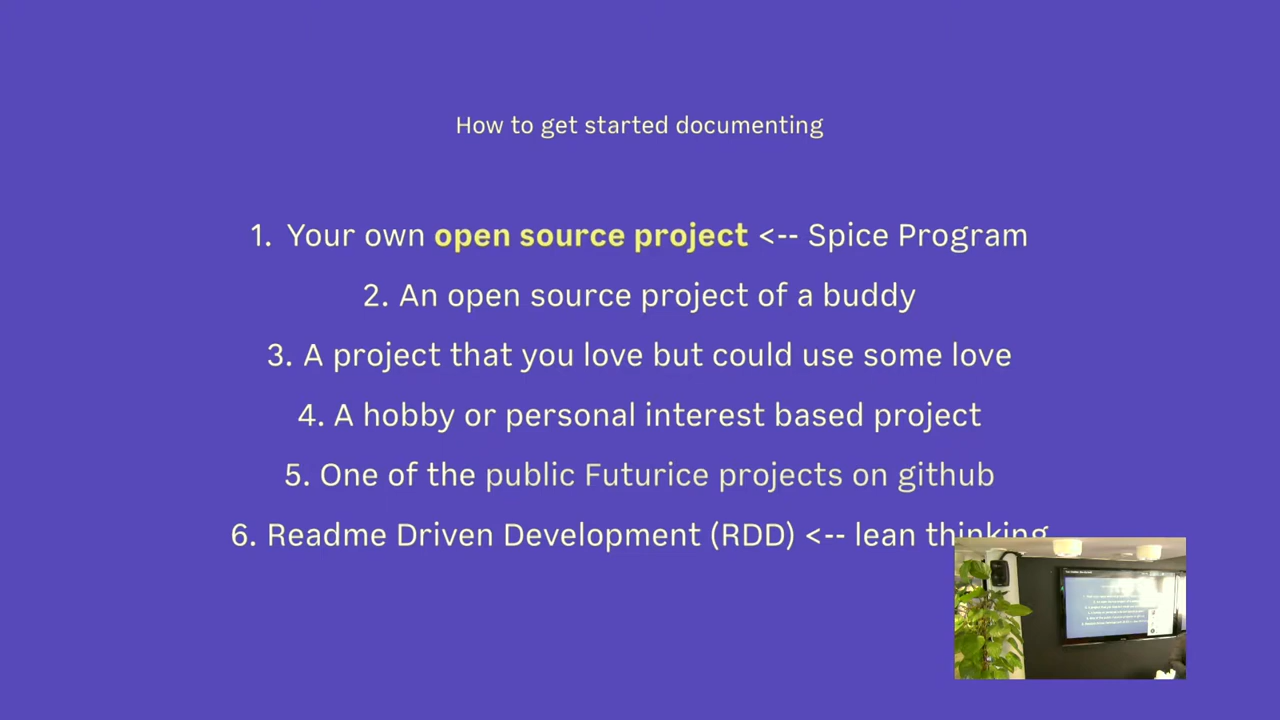 How to get started documenting
1. Your own open source project <-- Spice Program
2. An open source project of a buddy
3. A project that you love but could use some love
4. A hobby or personal interest based project
5. One of the public Futurice projects on github
6. Readme Driven Development (RDD) <-- lean thinking